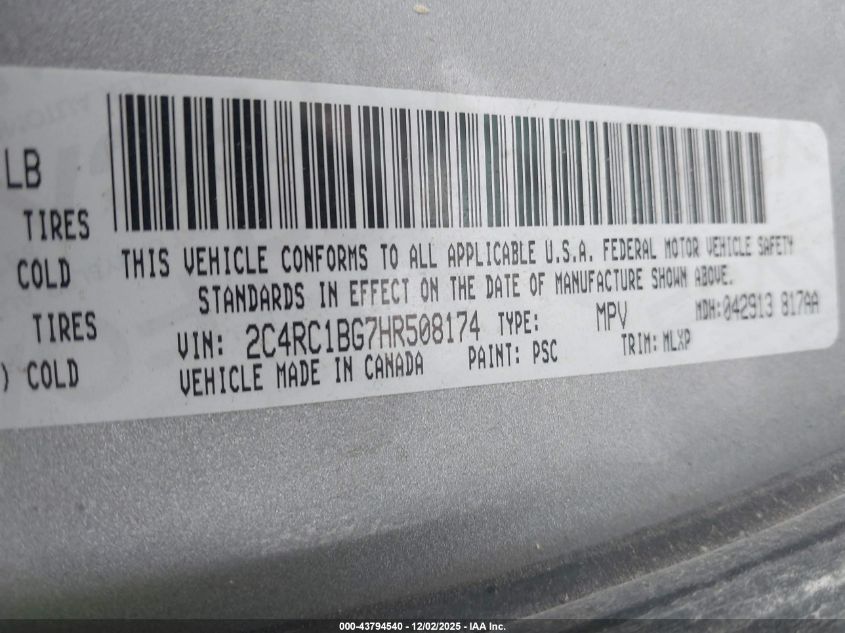 LB
TIRES
COLD
TIRES
) COLD
THIS VEHICLE CONFORMS TO ALL APPLICABLE U.S.A. FEDERAL MOTOR VEHICLE SAFETY
STANDARDS IN EFFECT ON THE DATE OF MANUFACTURE SHOWN ABOVE.
VIN: 2C4RC1BG7HR508174 TYPE: MPV MDH:042913 817AA
VEHICLE MADE IN CANADA PAINT: PSC TRIM: MLXP
000-43794540 - 12/02/2025 - IAA Inc.